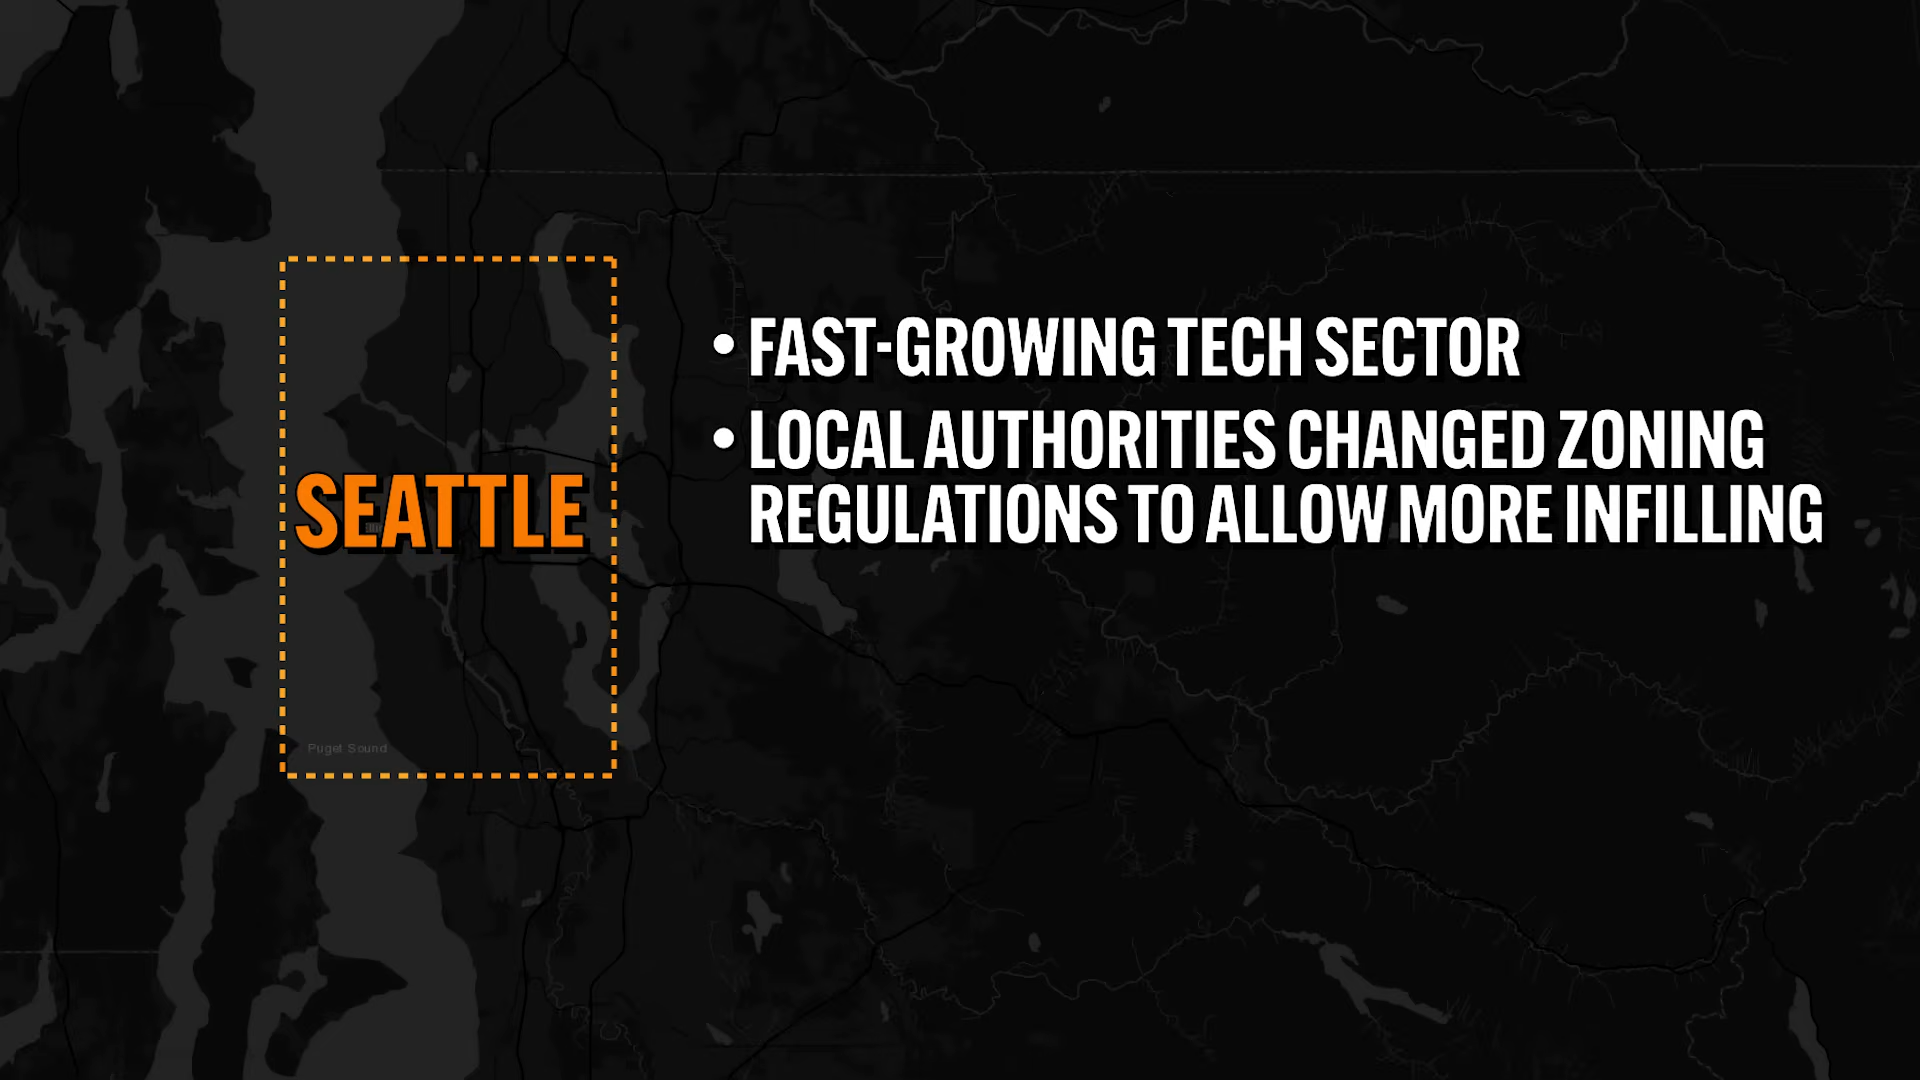 • FAST-GROWING TECH SECTOR
• LOCAL AUTHORITIES CHANGED ZONING
REGULATIONS TO ALLOW MORE INFILLING
SEATTLE
Puget Sound